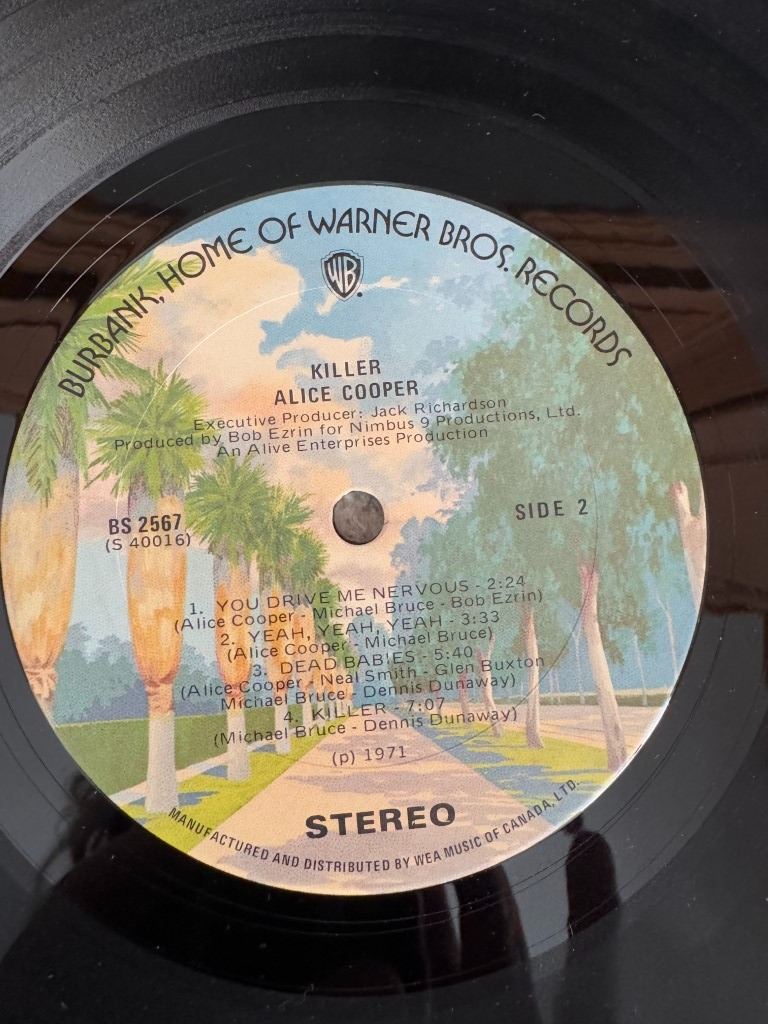 BURBANK, HOME OF WARNER BROS. RECORDS
WB
KILLER
ALICE COOPER
Executive Producer: Jack Richardson
Produced by Bob Ezrin for Nimbus 9 Productions, Ltd.
An Alive Enterprises Production
BS 2567
(S 40016)
SIDE 2
1. YOU DRIVE ME NERVOUS - 2:24
(Alice Cooper - Michael Bruce - Bob Ezrin)
2. YEAH, YEAH, YEAH - 3:33
(Alice Cooper - Michael Bruce)
3. DEAD BABIES - 5:40
(Alice Cooper - Neal Smith - Glen Buxton
Michael Bruce - Dennis Dunaway)
4. KILLER - 7:07
(Michael Bruce - Dennis Dunaway)
(p) 1971
STEREO
MANUFACTURED AND DISTRIBUTED BY WEA MUSIC OF CANADA, LTD.